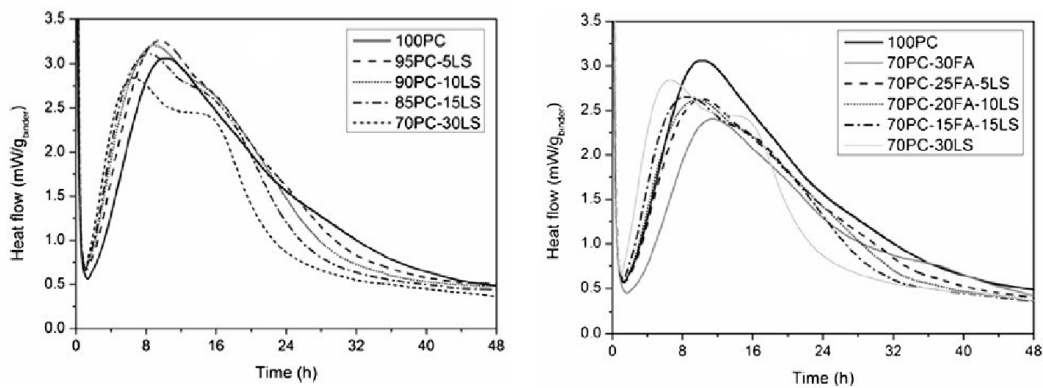 3.5
3.0
2.5
2.0
1.5
1.0
0.5
0.0
Heat flow (mW/gbinder)
0 8 16 24 32 40 48
Time (h)
100PC
95PC-5LS
90PC-10LS
85PC-15LS
70PC-30LS
3.5
3.0
2.5
2.0
1.5
1.0
0.5
0.0
Heat flow (mW/gbinder)
0 8 16 24 32 40 48
Time (h)
100PC
70PC-30FA
70PC-25FA-5LS
70PC-20FA-10LS
70PC-15FA-15LS
70PC-30LS